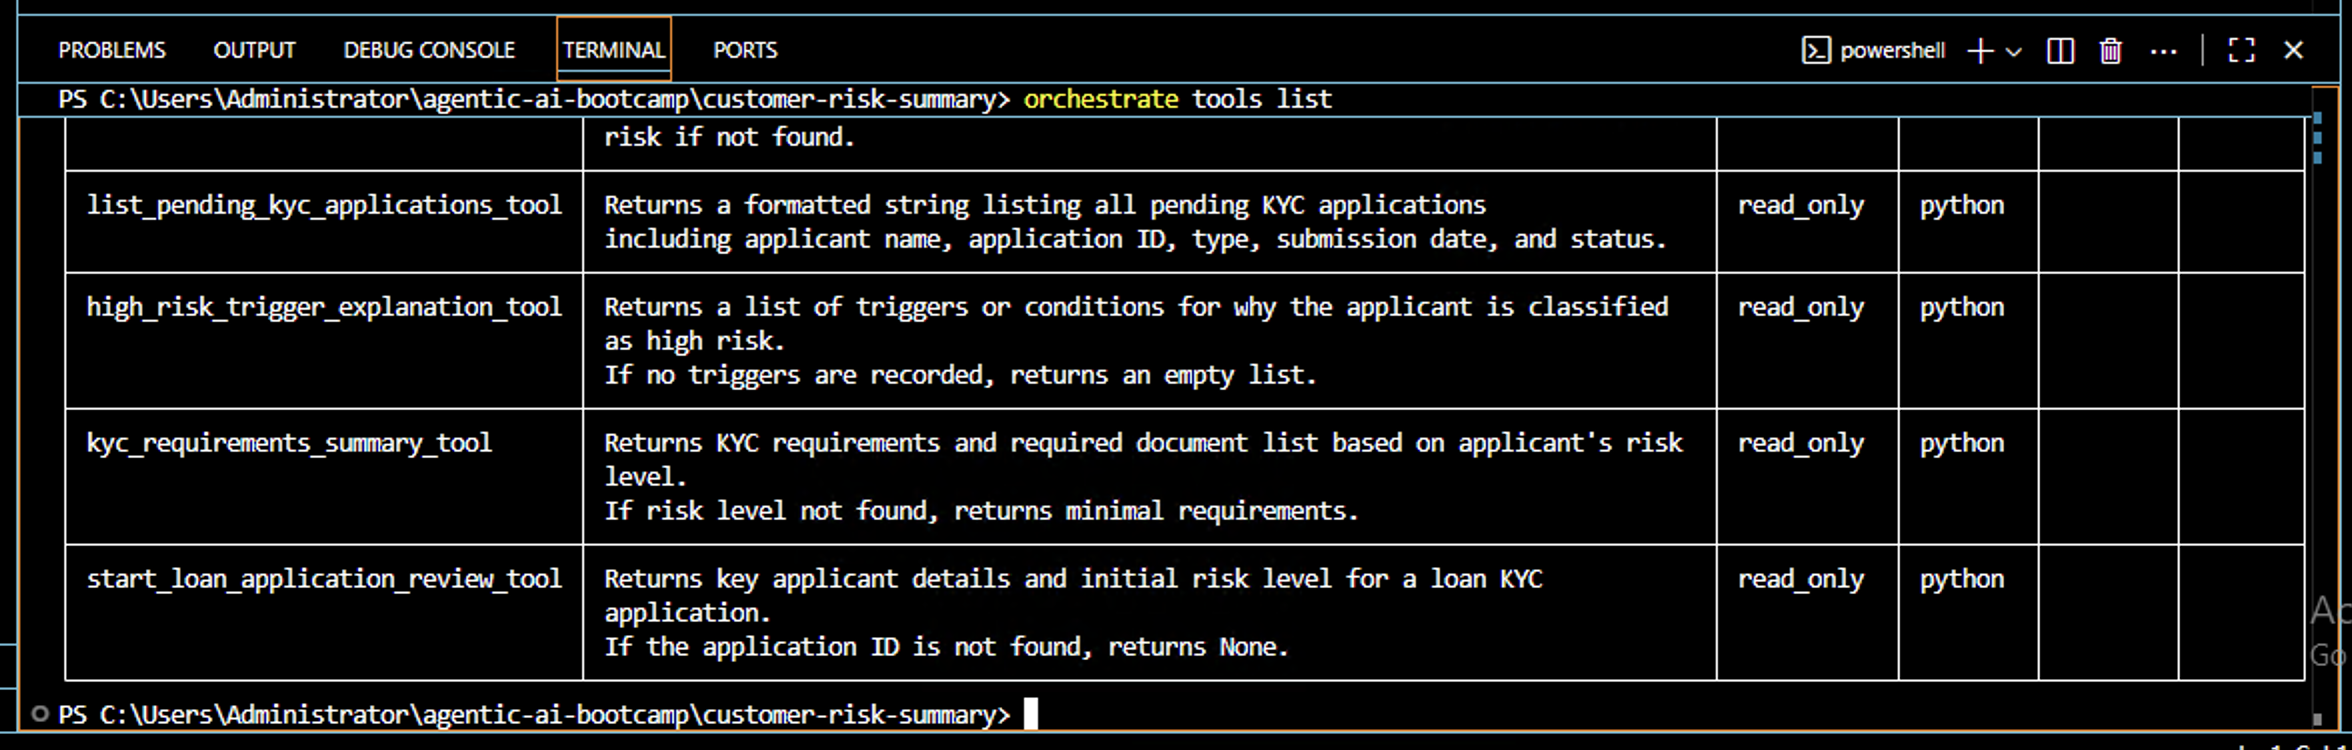 PROBLEMS OUTPUT DEBUG CONSOLE TERMINAL PORTS powershell
PS C:\Users\Administrator\agentic-ai-bootcamp\customer-risk-summary> orchestrate tools list
risk if not found.
list_pending_kyc_applications_tool Returns a formatted string listing all pending KYC applications read_only python
including applicant name, application ID, type, submission date, and status.
high_risk_trigger_explanation_tool Returns a list of triggers or conditions for why the applicant is classified read_only python
as high risk.
If no triggers are recorded, returns an empty list.
kyc_requirements_summary_tool Returns KYC requirements and required document list based on applicant's risk read_only python
level.
If risk level not found, returns minimal requirements.
start_loan_application_review_tool Returns key applicant details and initial risk level for a loan KYC read_only python
application.
If the application ID is not found, returns None.
Go
PS C:\Users\Administrator\agentic-ai-bootcamp\customer-risk-summary>